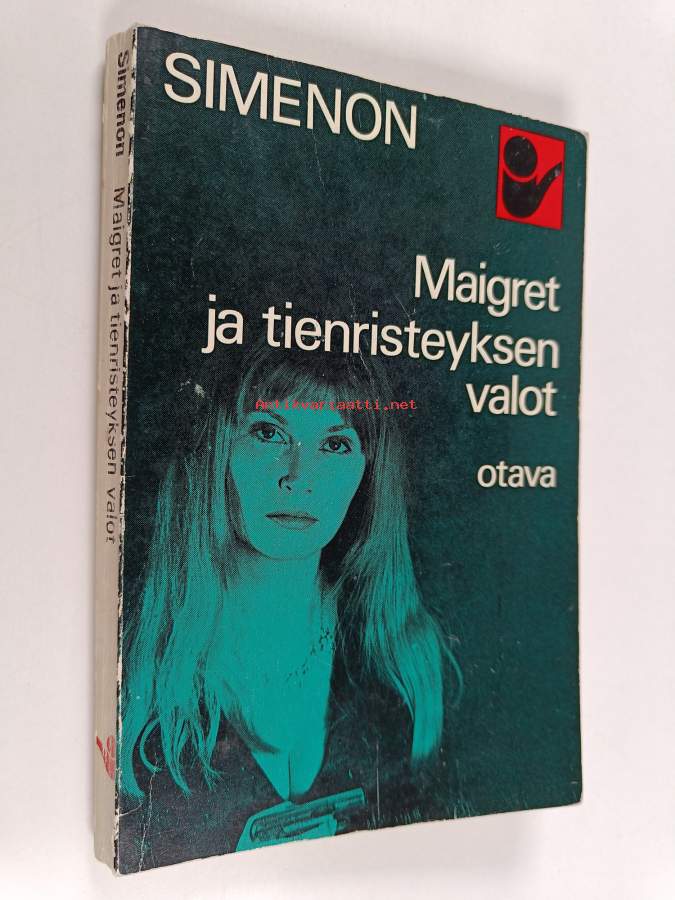 SIMENON
Maigret
ja tienristeyksen
valot
otava
Antikvariaatti.net
Simenon Maigret ja tienristeyksen valot